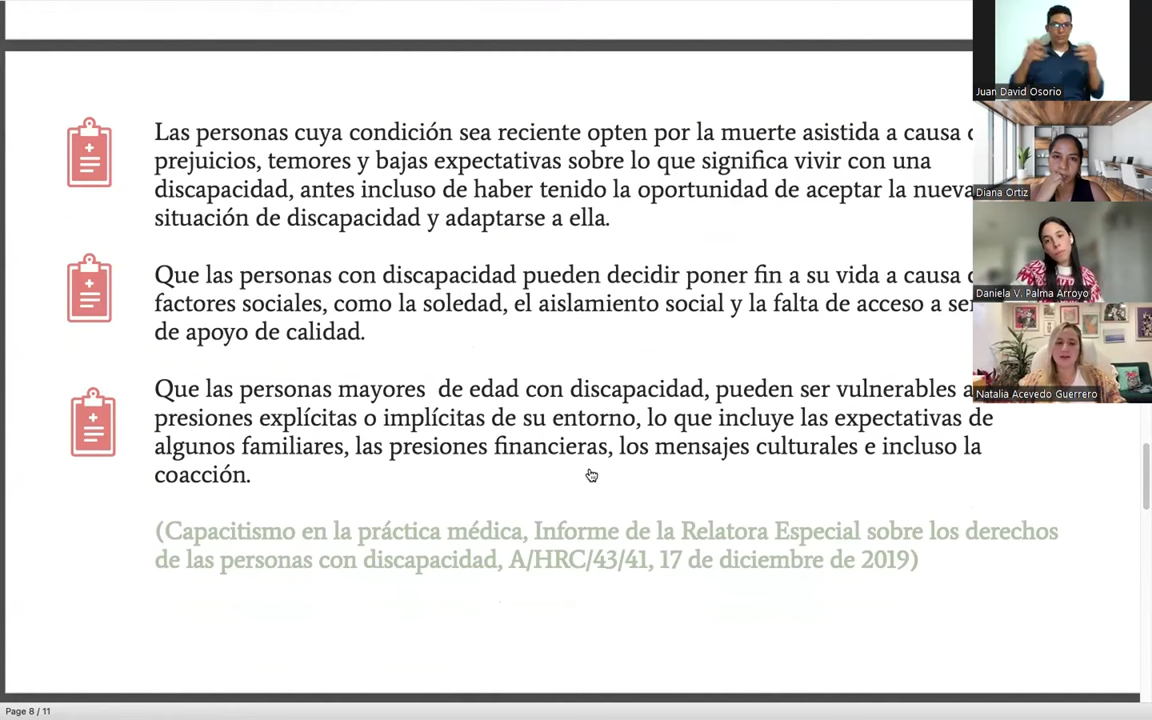 Las personas cuya condición sea reciente opten por la muerte asistida a causa
prejuicios, temores y bajas expectativas sobre lo que significa vivir con una
discapacidad, antes incluso de haber tenido la oportunidad de aceptar la nueva
situación de discapacidad y adaptarse a ella.
Que las personas con discapacidad pueden decidir poner fin a su vida a causa
factores sociales, como la soledad, el aislamiento social y la falta de acceso a
de apoyo de calidad.
Que las personas mayores de edad con discapacidad, pueden ser vulnerables a
presiones explícitas o implícitas de su entorno, lo que incluye las expectativas de
algunos familiares, las presiones financieras, los mensajes culturales e incluso la
coacción.
(Capacitismo en la práctica médica, Informe de la Relatora Especial sobre los derechos
de las personas con discapacidad, A/HRC/43/41, 17 de diciembre de 2019)
Juan David Osorio
Diana Ortiz
Daniela V. Palma Arroyo
Natalia Acevedo Guerrero
Page 8 / 11